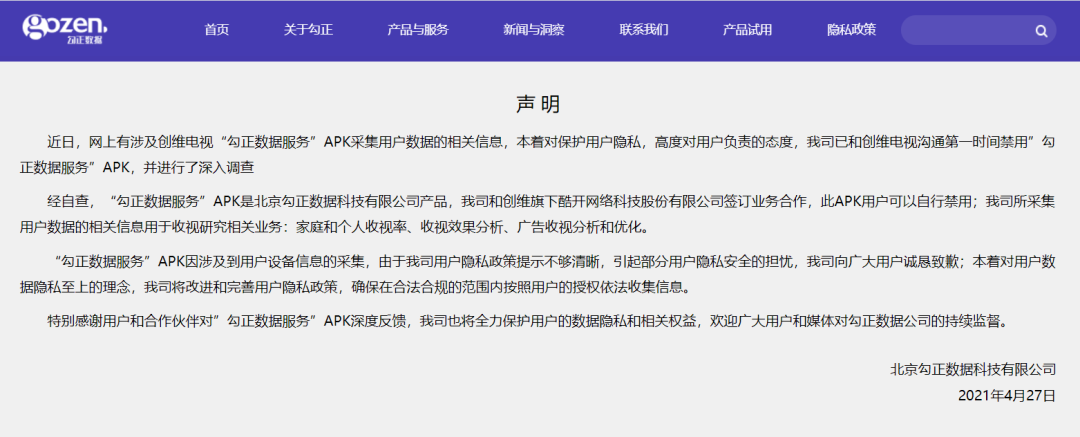 gozen.
勾正数据
首页 关于勾正 产品与服务 新闻与洞察 联系我们 产品试用 隐私政策
声 明
近日，网上有涉及创维电视“勾正数据服务”APK采集用户数据的相关信息，本着对保护用户隐私，高度对用户负责的态度，我司已和创维电视沟通第一时间禁用”勾
正数据服务”APK，并进行了深入调查
经自查，“勾正数据服务”APK是北京勾正数据科技有限公司产品，我司和创维旗下酷开网络科技股份有限公司签订业务合作，此APK用户可以自行禁用；我司所采集
用户数据的相关信息用于收视研究相关业务：家庭和个人收视率、收视效果分析、广告收视分析和优化。
“勾正数据服务”APK因涉及到用户设备信息的采集，由于我司用户隐私政策提示不够清晰，引起部分用户隐私安全的担忧，我司向广大用户诚恳致歉；本着对用户数
据隐私至上的理念，我司将改进和完善用户隐私政策，确保在合法合规的范围内按照用户的授权依法收集信息。
特别感谢用户和合作伙伴对”勾正数据服务”APK深度反馈，我司也将全力保护用户的数据隐私和相关权益，欢迎广大用户和媒体对勾正数据公司的持续监督。
北京勾正数据科技有限公司
2021年4月27日